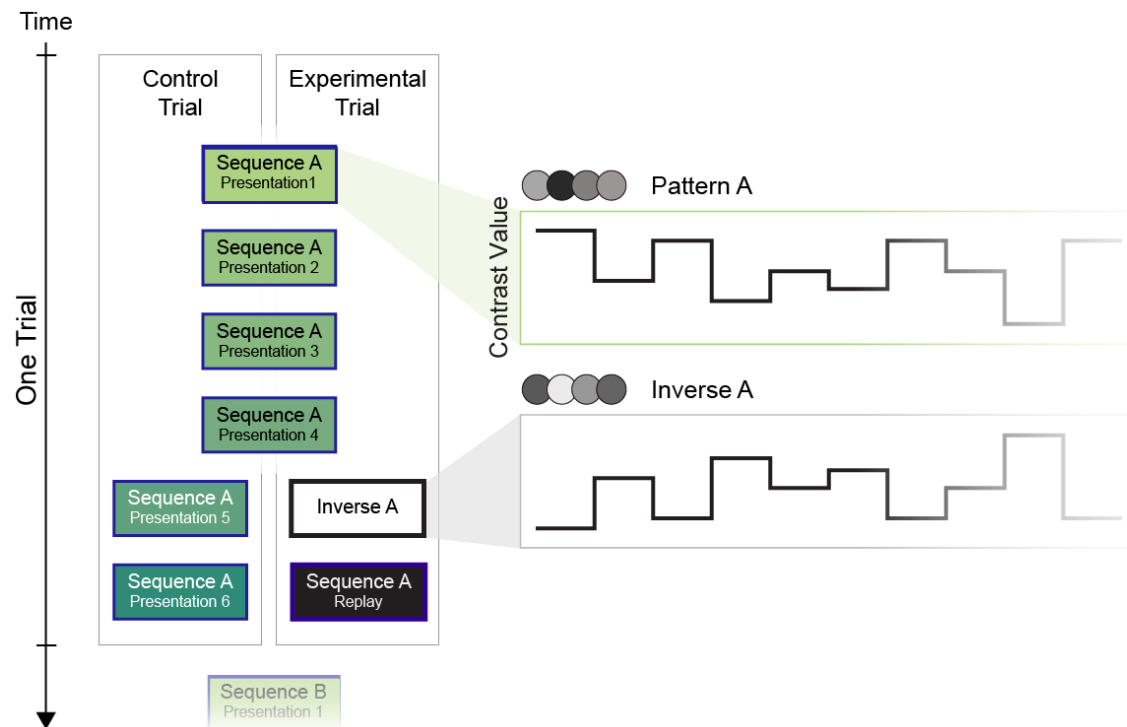 Time
Control
Trial
Experimental
Trial
Sequence A
Presentation1
Sequence A
Presentation 2
Sequence A
Presentation 3
Sequence A
Presentation 4
Sequence A
Presentation 5
Inverse A
Sequence A
Presentation 6
Sequence A
Replay
Sequence B
Presentation 1
One Trial
Pattern A
Contrast Value
Inverse A